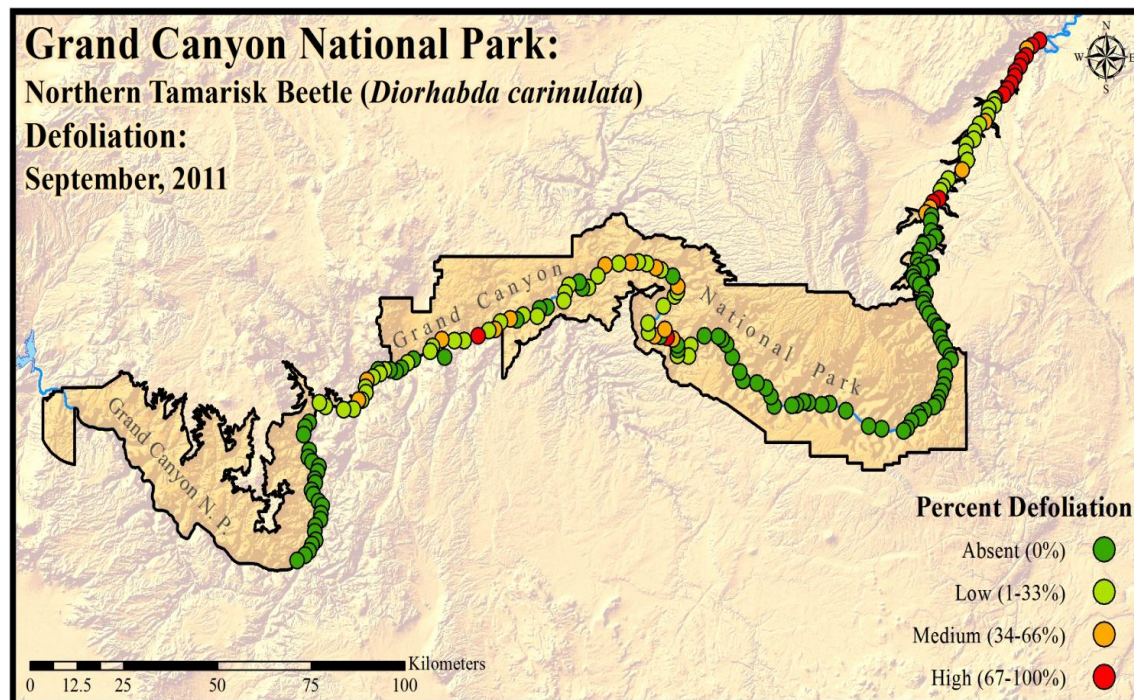 Grand Canyon National Park:
Northern Tamarisk Beetle (Diorhabda carinulata)
Defoliation:
September, 2011
N
W E
S
Grand Canyon
National Park
Grand Canyon N. P.
Percent Defoliation
Absent (0%)
Low (1-33%)
Medium (34-66%)
High (67-100%)
Kilometers
0 12.5 25 50 75 100